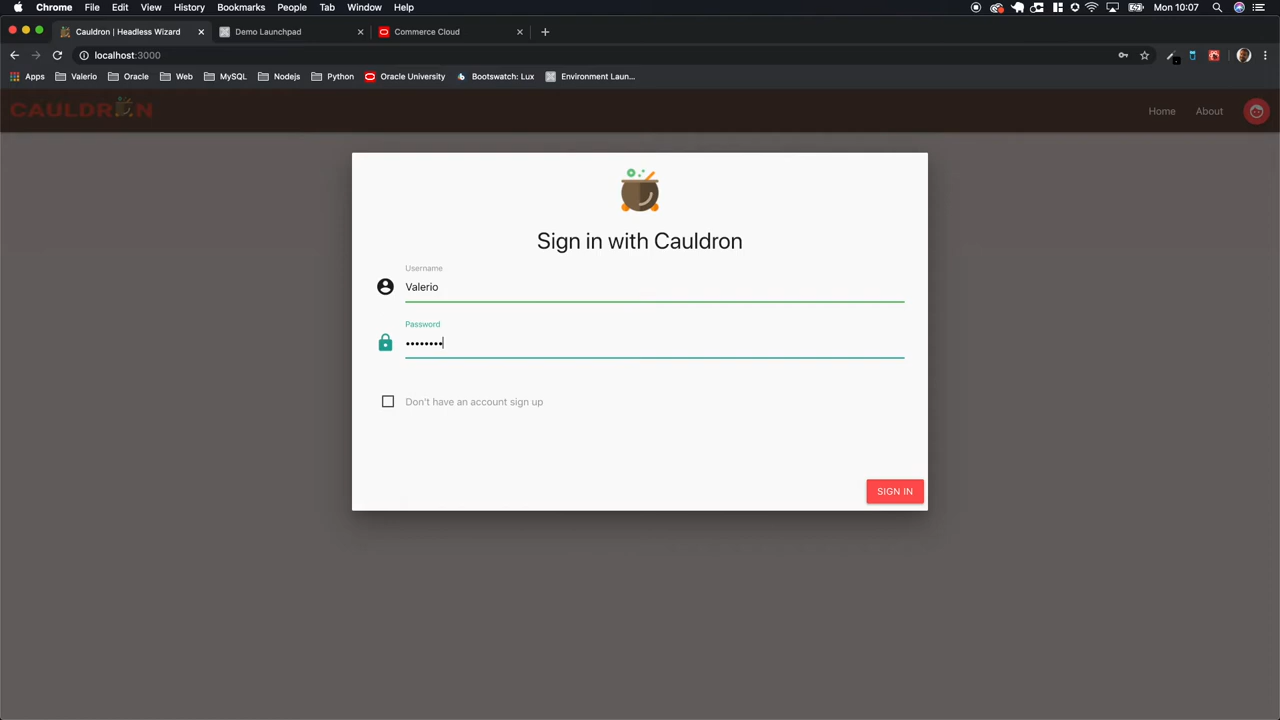 Chrome File Edit View History Bookmarks People Tab Window Help Mon 10:07
Cauldron | Headless Wizard Demo Launchpad Commerce Cloud
localhost:3000
Apps Valerio Oracle Web MySQL Nodejs Python Oracle University Bootswatch: Lux Environment Laun...
CAULDRON Home About
Sign in with Cauldron
Username
Valerio
Password
••••••••
Don't have an account sign up
SIGN IN